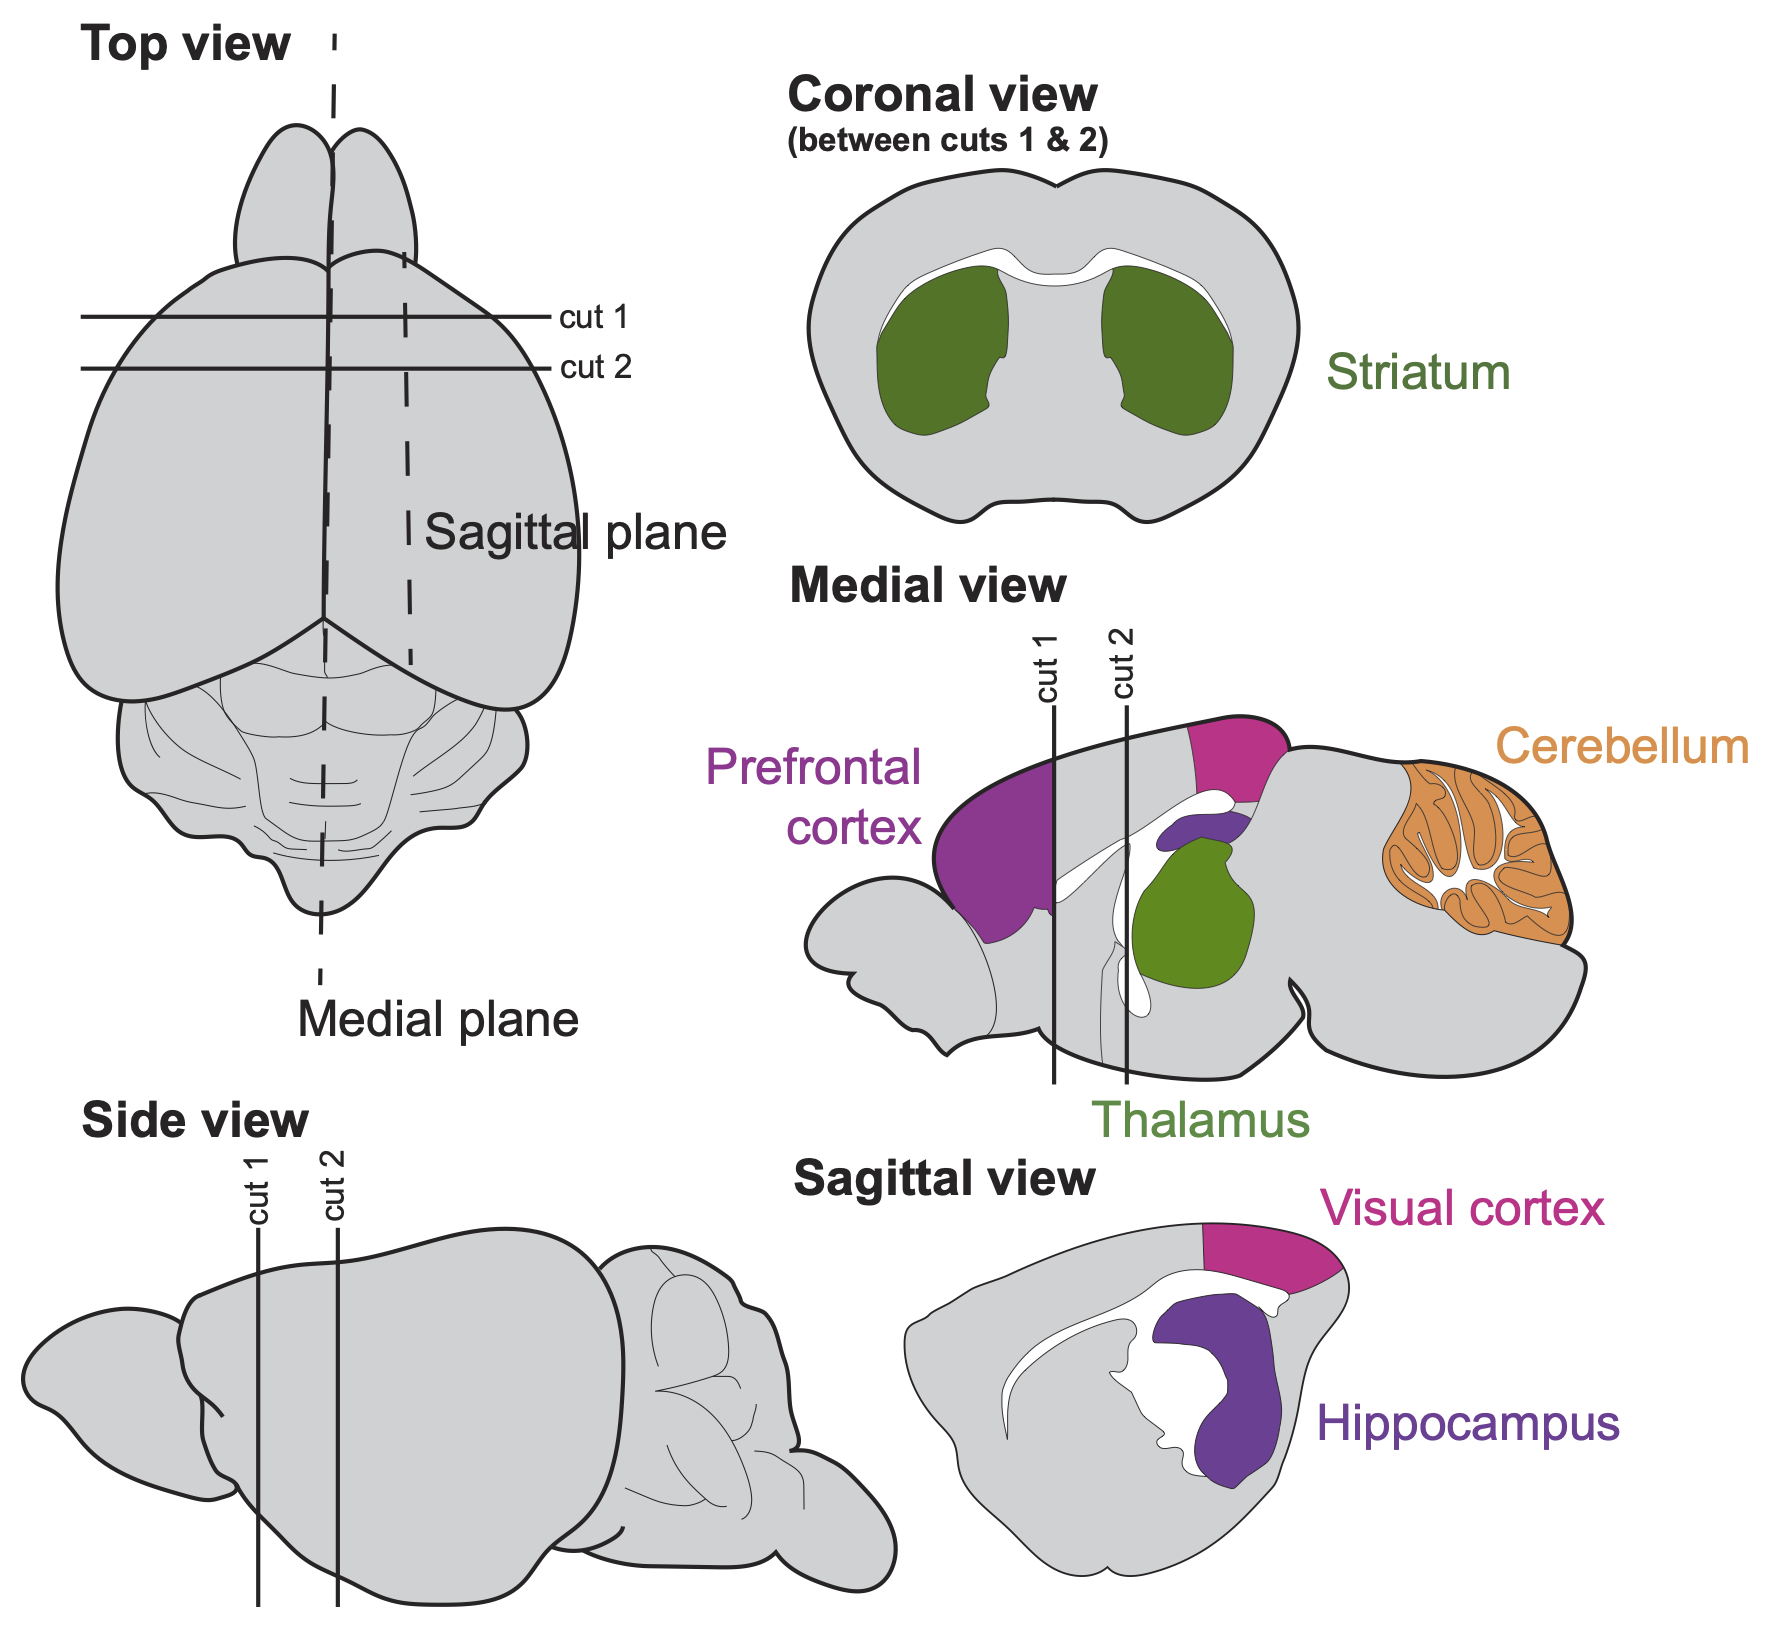 Top view
cut 1
cut 2
Sagittal plane
Medial plane
Coronal view
(between cuts 1 & 2)
Striatum
Medial view
cut 1
cut 2
Prefrontal
cortex
Cerebellum
Thalamus
Side view
cut 1
cut 2
Sagittal view
Visual cortex
Hippocampus